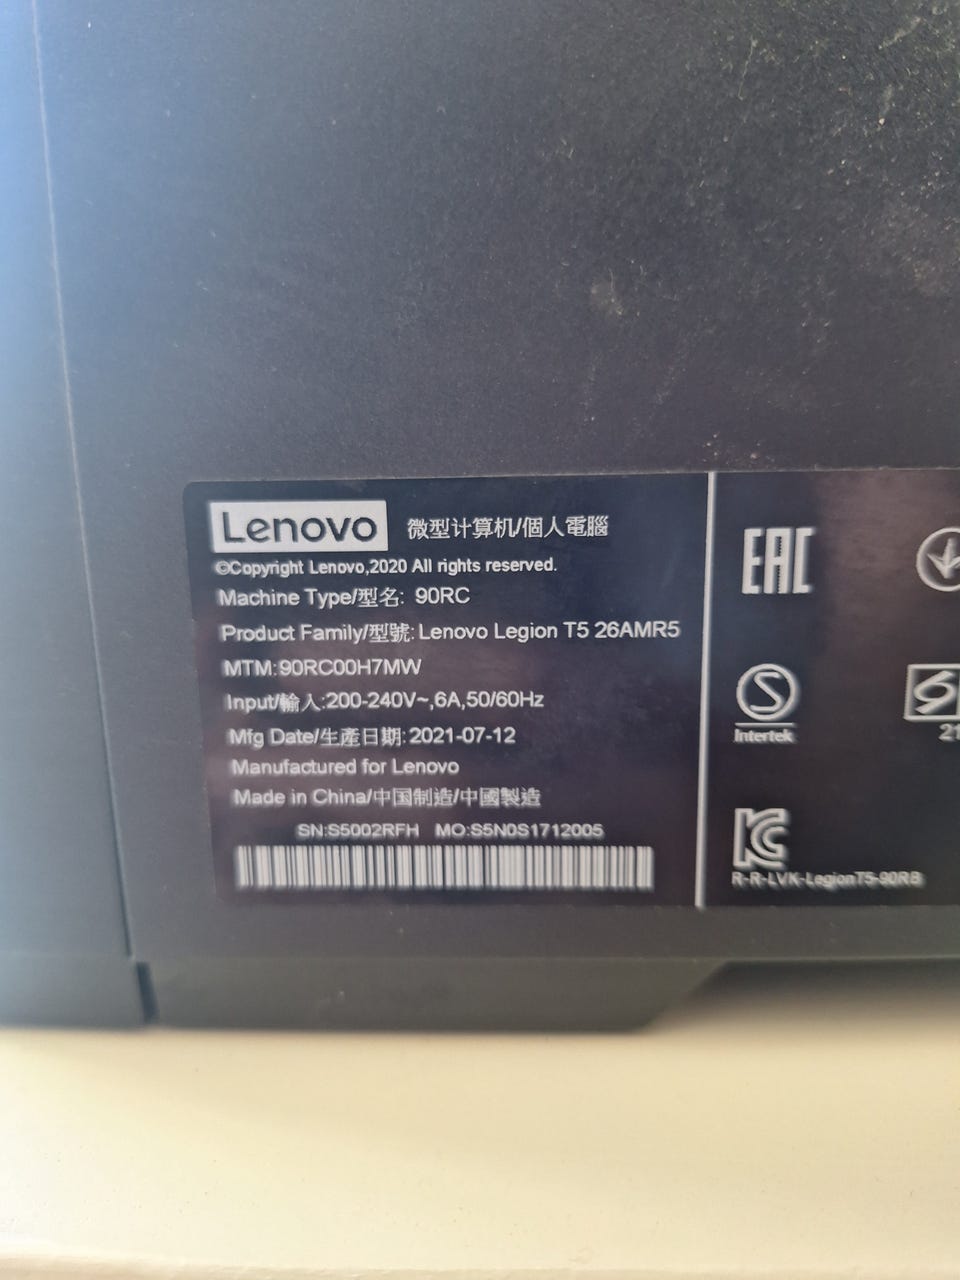 Lenovo 微型计算机/個人電腦
©Copyright Lenovo,2020 All rights reserved.
Machine Type/型名: 90RC
Product Family/型號: Lenovo Legion T5 26AMR5
MTM:90RC00H7MW
Input/輸入:200-240V~,6A,50/60Hz
Mfg Date/生產日期: 2021-07-12
Manufactured for Lenovo
Made in China/中国制造/中國製造
SN:S5002RFH MO:S5N0S1712005
EAC
S
Intertek
21
R-R-LVK-LegionT5-90RB